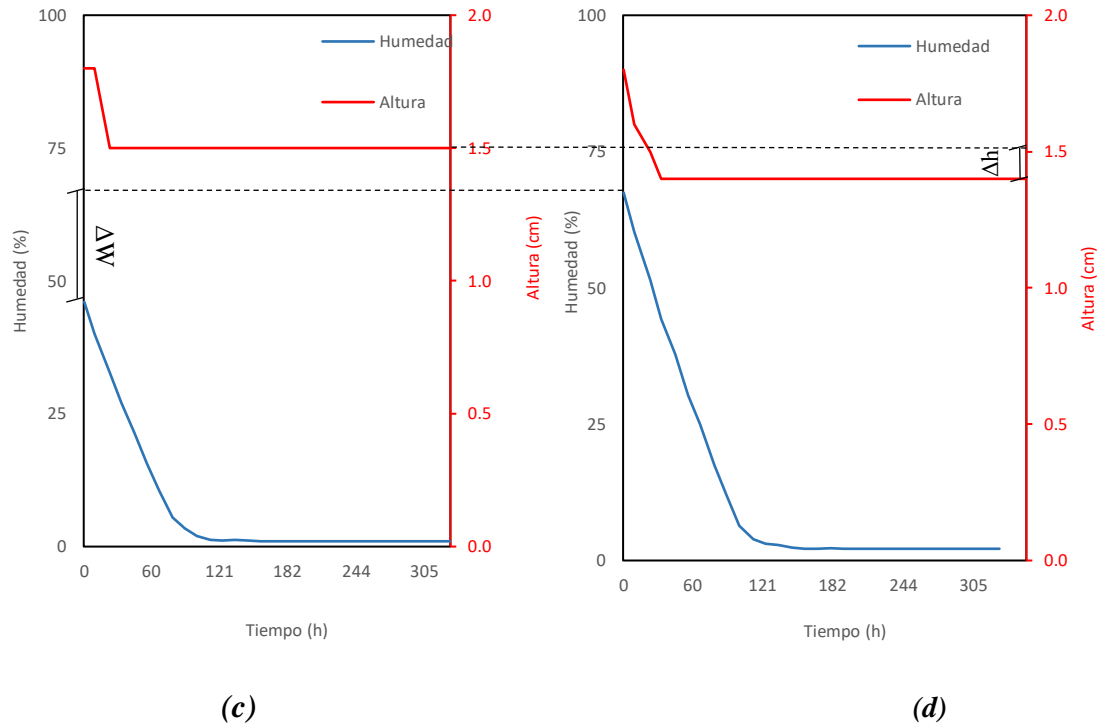 100
75
50
25
0
Humedad (%)
ΔW
Humedad
Altura
2.0
1.5
1.0
0.5
0.0
Altura (cm)
0 60 121 182 244 305
Tiempo (h)
(c)
100
75
50
25
0
Humedad (%)
Humedad
Altura
Δh
2.0
1.5
1.0
0.5
0.0
Altura (cm)
0 60 121 182 244 305
Tiempo (h)
(d)